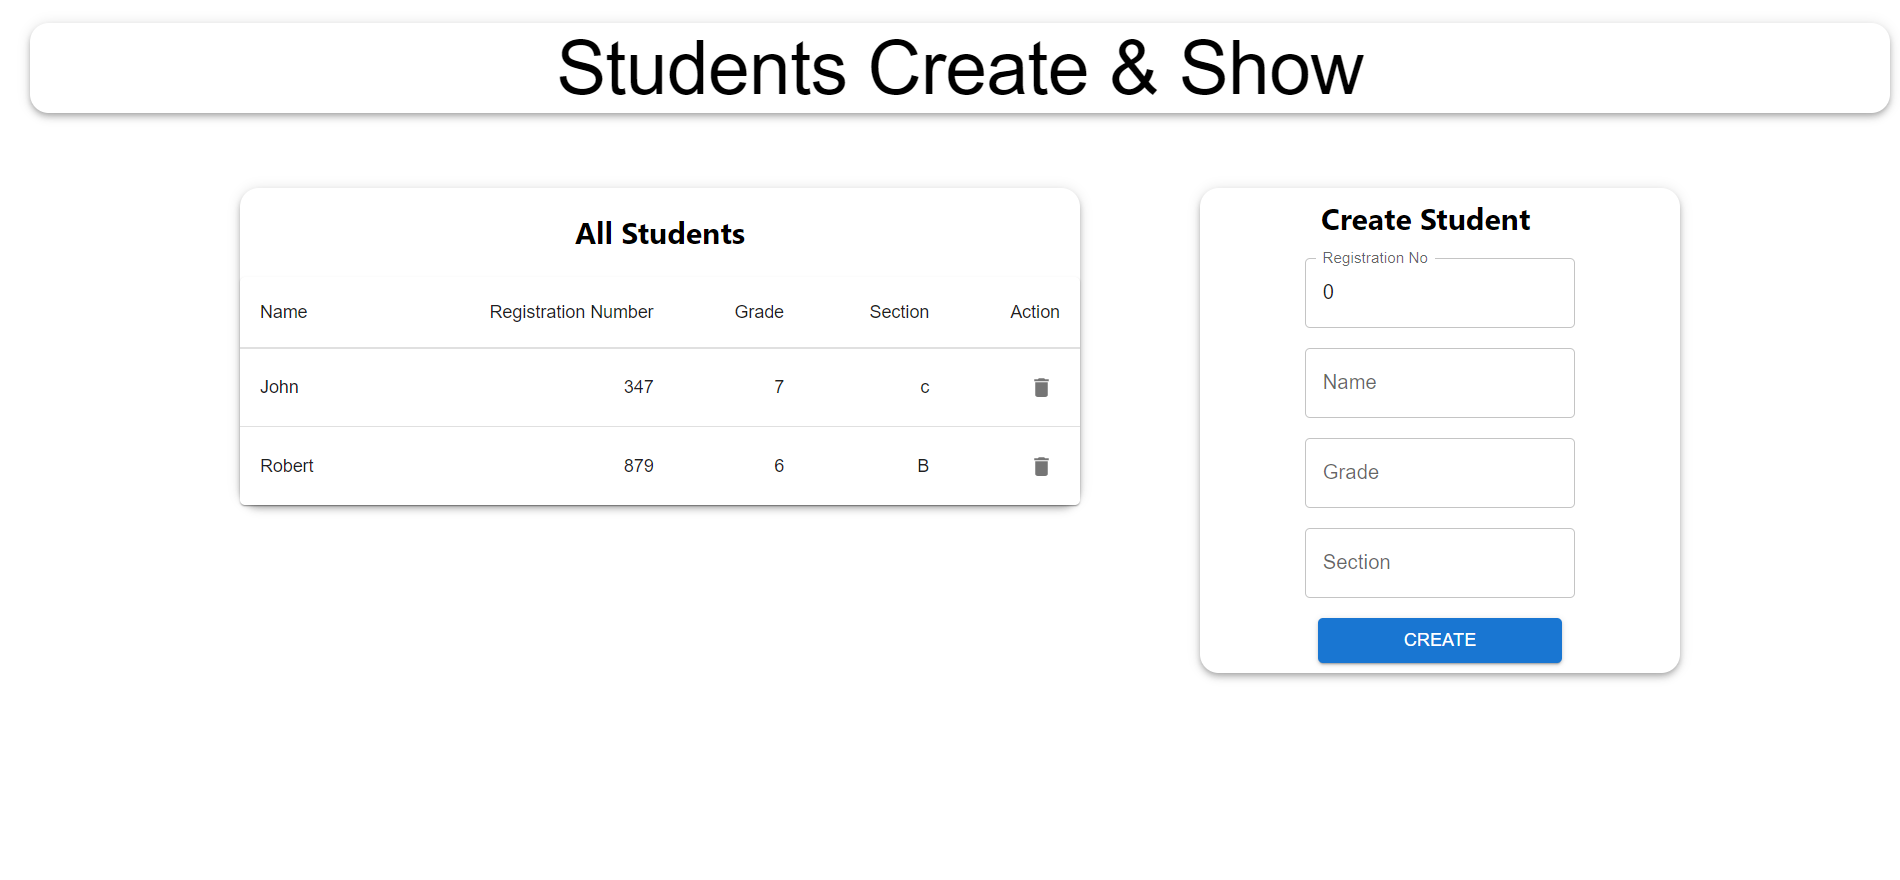 Students Create & Show
All Students
Name Registration Number Grade Section Action
John 347 7 c
Robert 879 6 B
Create Student
Registration No
0
Name
Grade
Section
CREATE